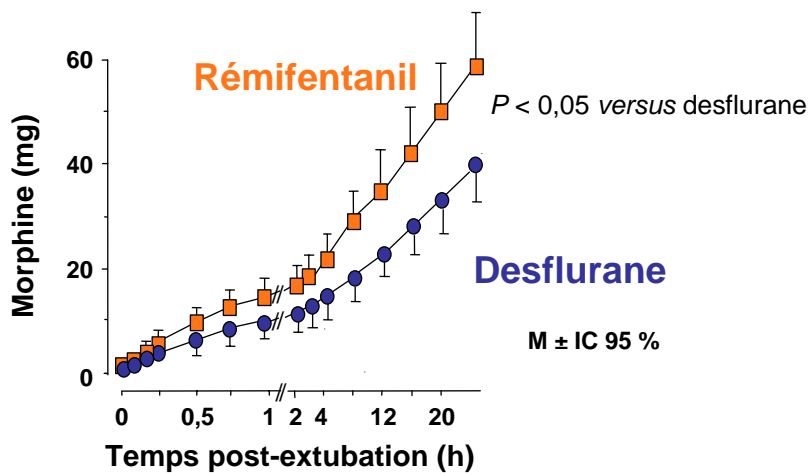 Rémifentanil
P < 0,05 versus desflurane
Desflurane
M ± IC 95 %
Morphine (mg)
60
40
20
0
0 0,5 1 2 4 12 20
Temps post-extubation (h)